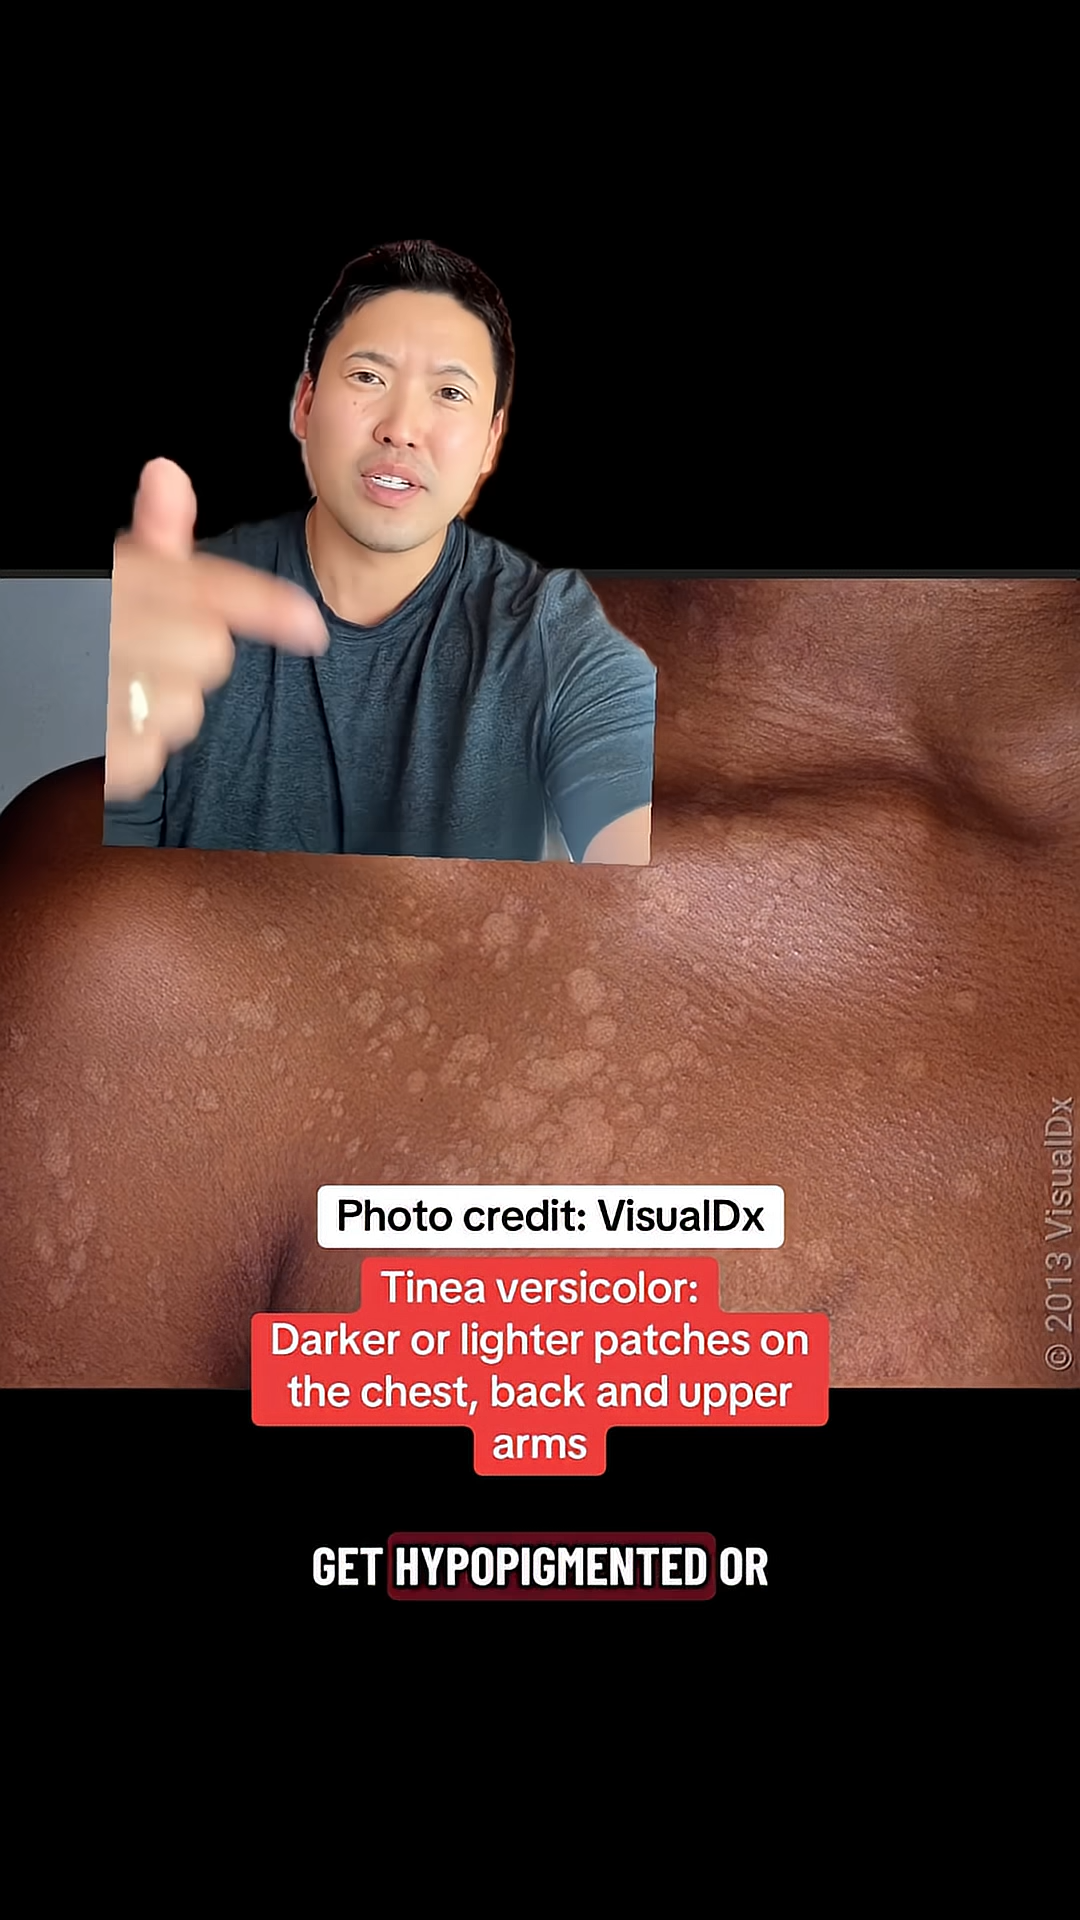 Photo credit: VisualDx
Tinea versicolor:
Darker or lighter patches on
the chest, back and upper
arms
GET HYPOPIGMENTED OR
© 2013 VisualDx